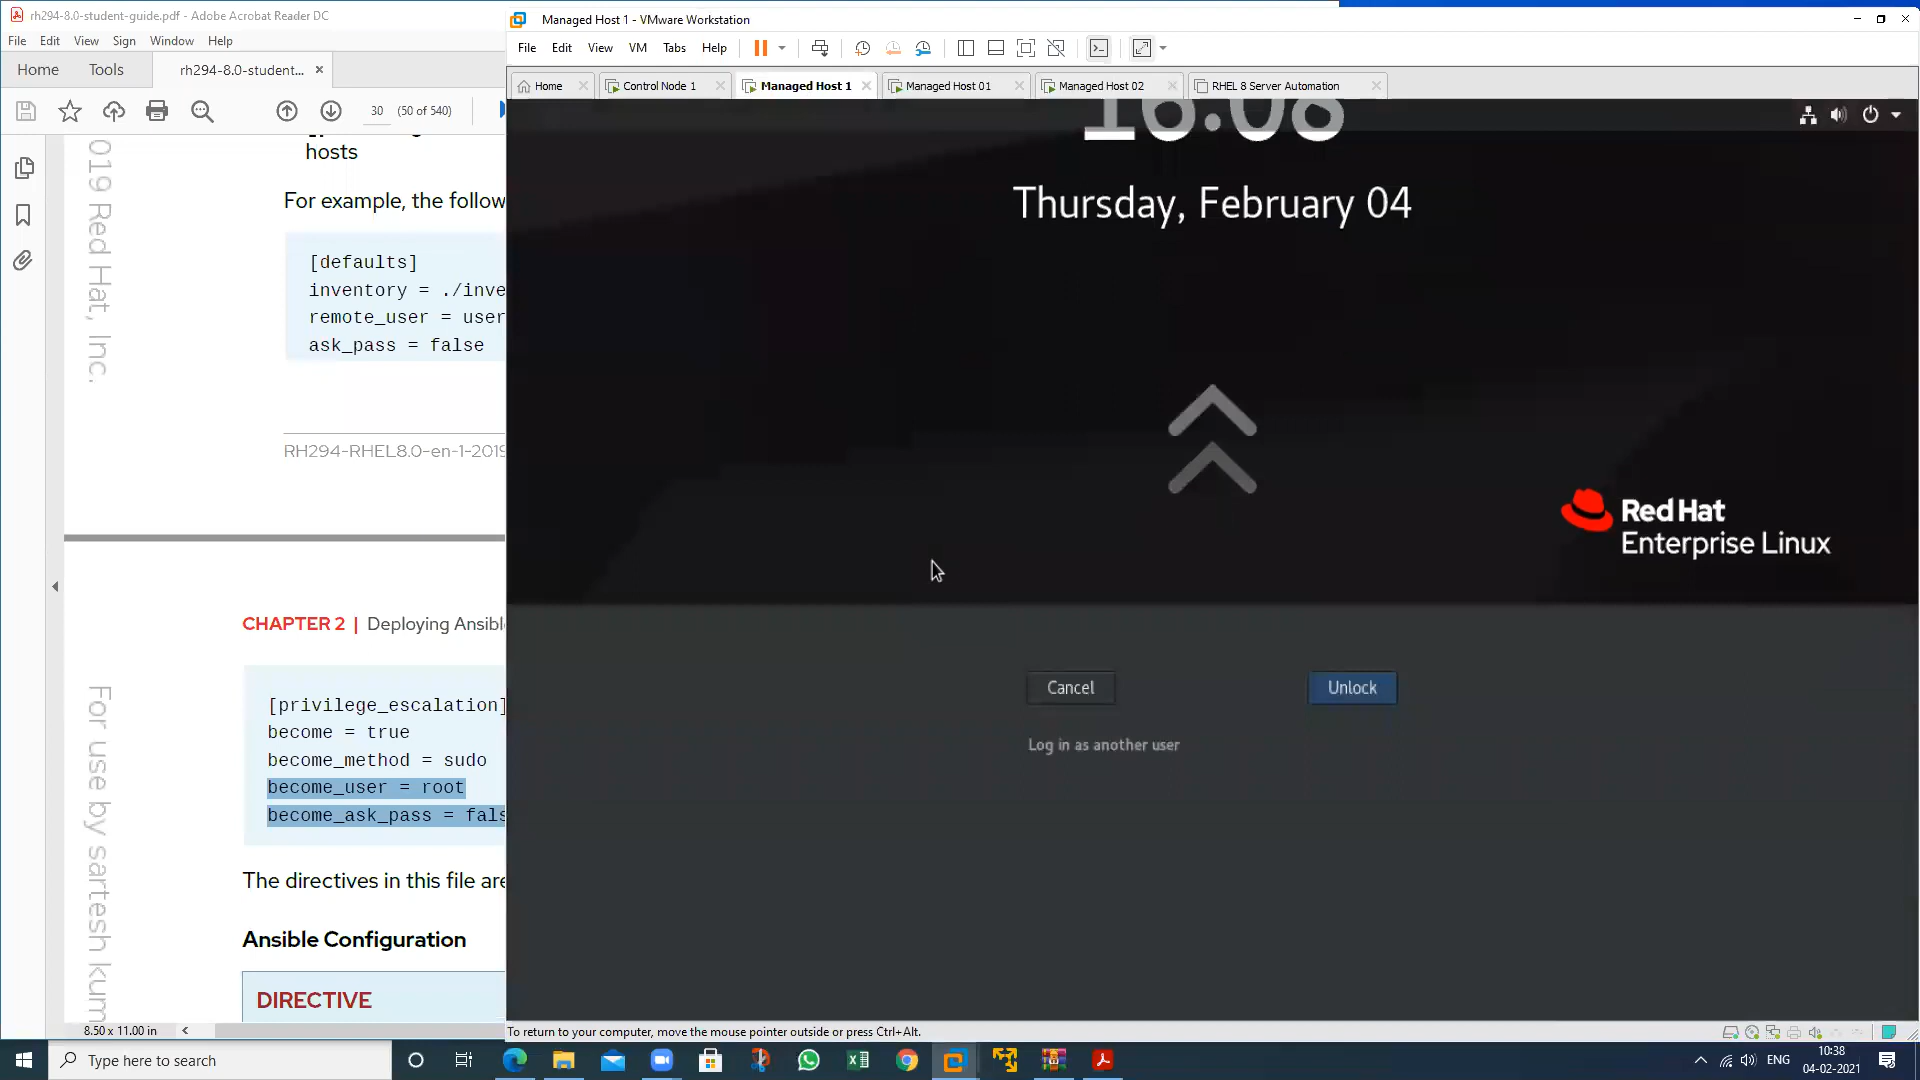 rh294-8.0-student-guide.pdf - Adobe Acrobat Reader DC
File Edit View Sign Window Help
Home Tools rh294-8.0-student... ×
30 (50 of 540)
019 Red Hat, Inc.
hosts
For example, the follow
[defaults]
inventory = ./inve
remote_user = user
ask_pass = false
RH294-RHEL8.0-en-1-2019
CHAPTER 2 | Deploying Ansibl
For use by sartesh kum
[privilege_escalation]
become = true
become_method = sudo
become_user = root
become_ask_pass = fals
The directives in this file are
Ansible Configuration
DIRECTIVE
8.50 x 11.00 in
Managed Host 1 - VMware Workstation
File Edit View VM Tabs Help
Home Control Node 1 Managed Host 1 Managed Host 01 Managed Host 02 RHEL 8 Server Automation
16:08
Thursday, February 04
Red Hat
Enterprise Linux
Cancel Unlock
Log in as another user
To return to your computer, move the mouse pointer outside or press Ctrl+Alt.
Type here to search
ENG
10:38
04-02-2021